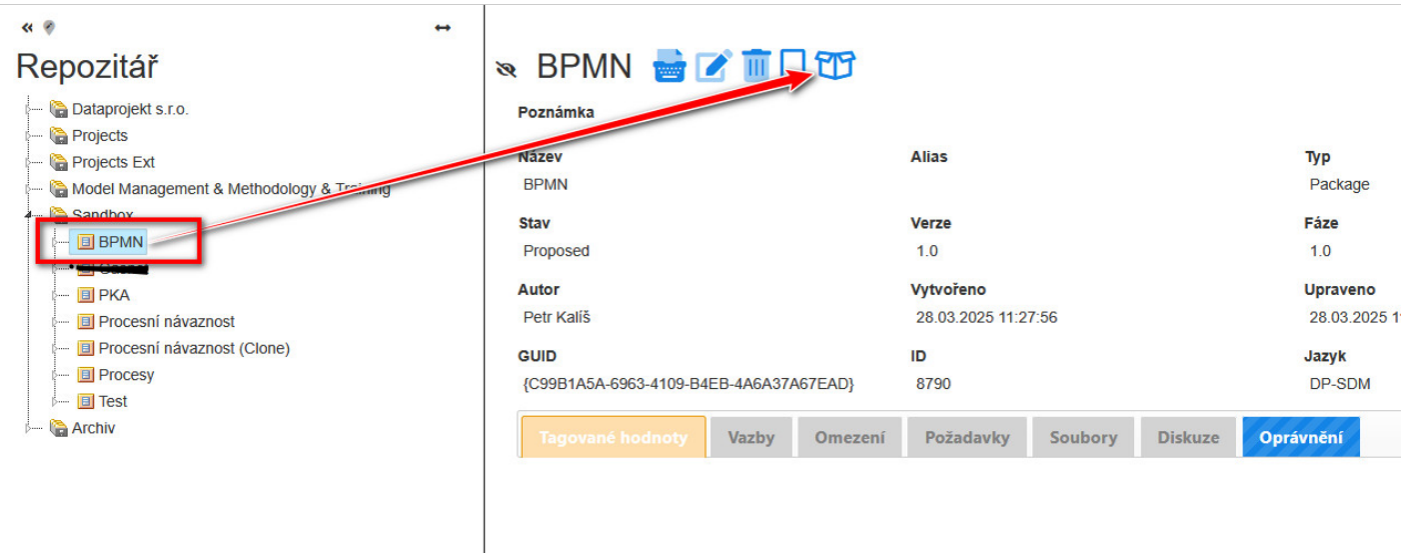 Repozitář
Dataprojekt s.r.o.
Projects
Projects Ext
Model Management & Methodology & Training
Sandbox
BPMN
PKA
Procesní návaznost
Procesní návaznost (Clone)
Procesy
Test
Archiv
BPMN
Poznámka
Název Alias Typ
BPMN Package
Stav Verze Fáze
Proposed 1.0 1.0
Autor Vytvořeno Upraveno
Petr Kalíš 28.03.2025 11:27:56 28.03.2025 1
GUID ID Jazyk
{C99B1A5A-6963-4109-B4EB-4A6A37A67EAD} 8790 DP-SDM
Tagované hodnoty Vazby Omezení Požadavky Soubory Diskuze Oprávnění